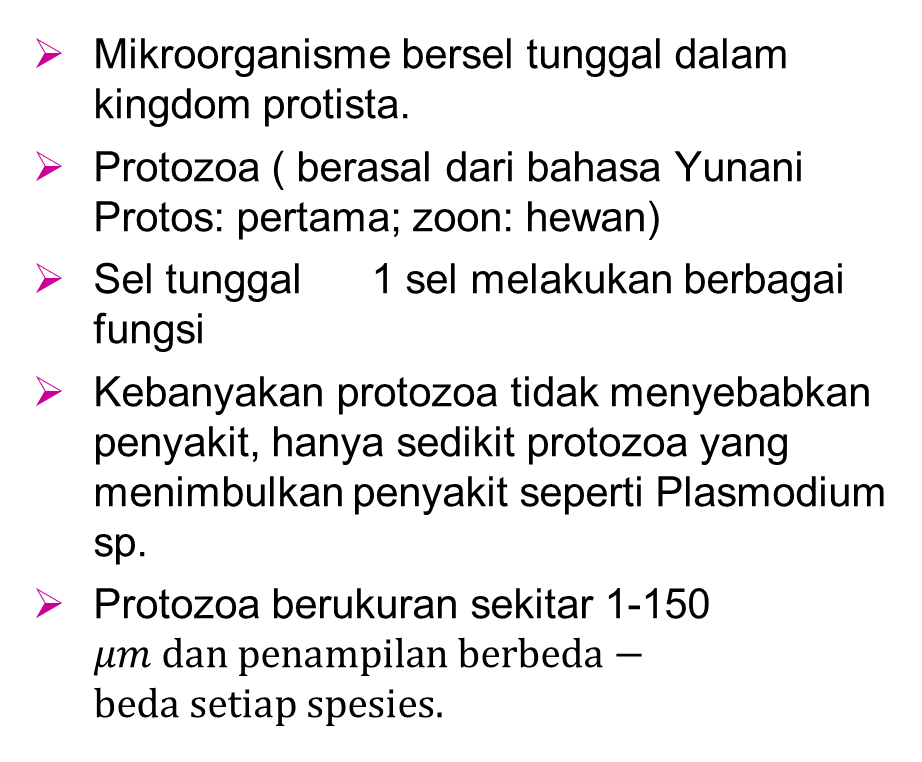 Mikroorganisme bersel tunggal dalam
kingdom protista.
Protozoa ( berasal dari bahasa Yunani
Protos: pertama; zoon: hewan)
Sel tunggal 1 sel melakukan berbagai
fungsi
Kebanyakan protozoa tidak menyebabkan
penyakit, hanya sedikit protozoa yang
menimbulkan penyakit seperti Plasmodium
sp.
Protozoa berukuran sekitar 1-150
μm dan penampilan berbeda −
beda setiap spesies.